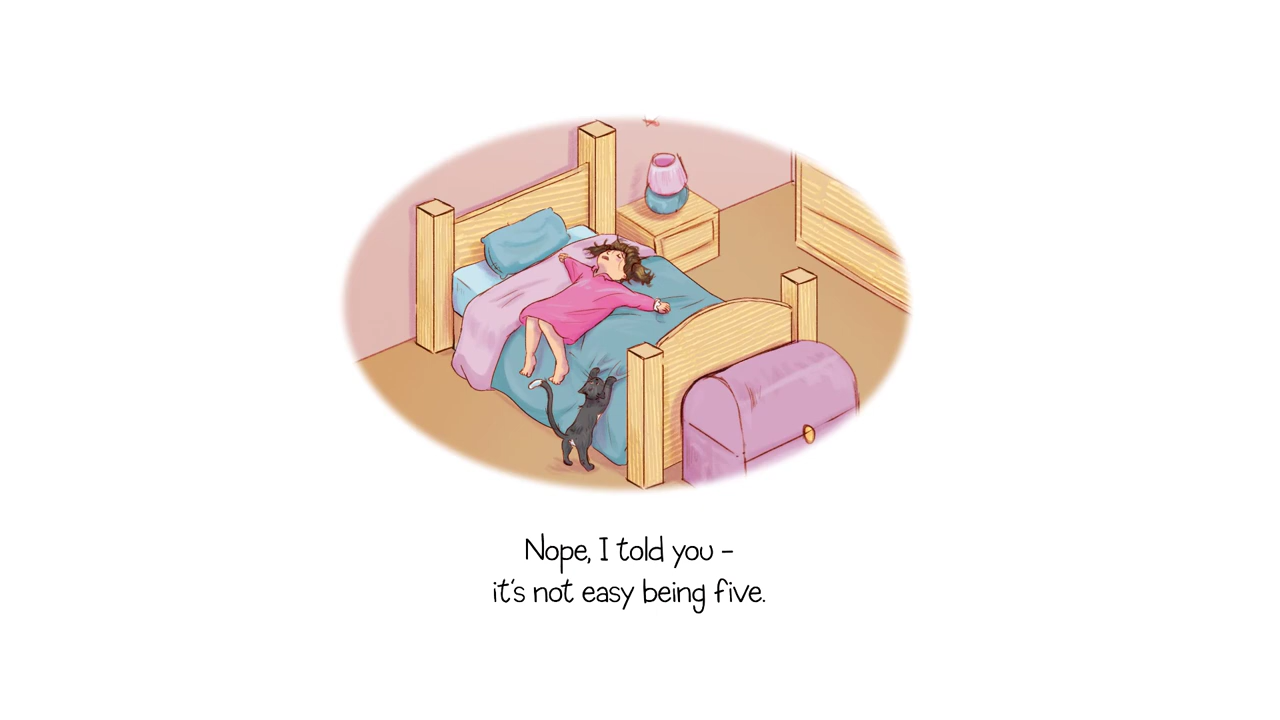 Nope, I told you –
it's not easy being five.